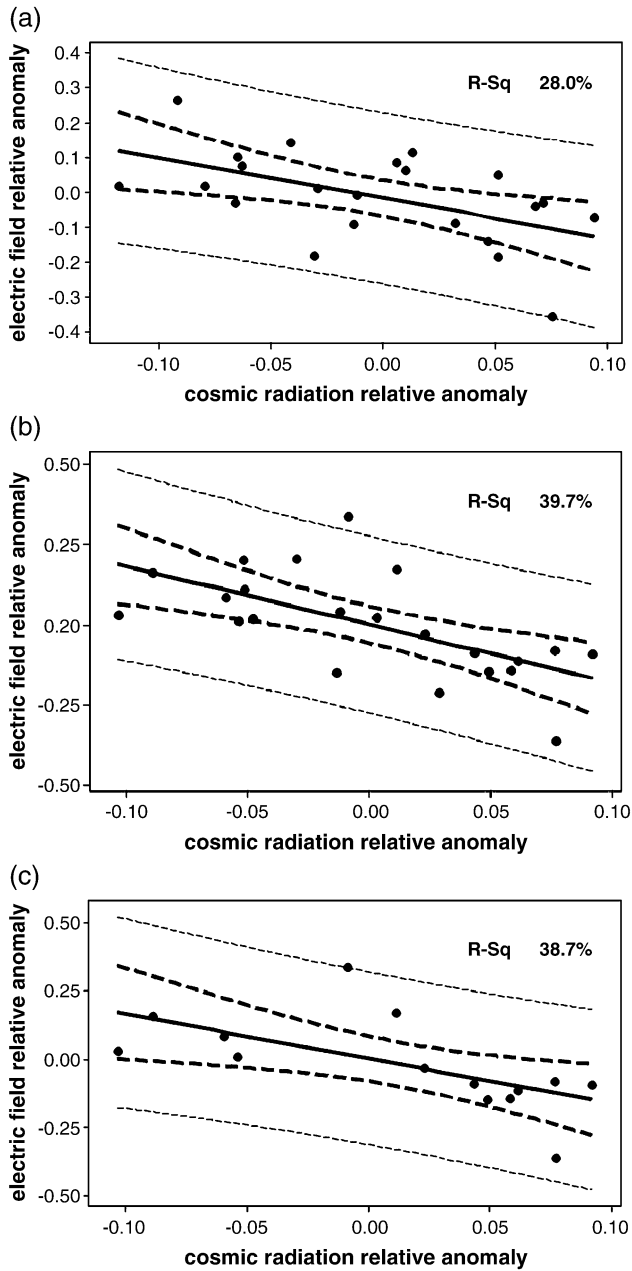 (a)
electric field relative anomaly
R-Sq 28.0%
0.4
0.3
0.2
0.1
0.0
-0.1
-0.2
-0.3
-0.4
-0.10 -0.05 0.00 0.05 0.10
cosmic radiation relative anomaly
(b)
electric field relative anomaly
R-Sq 39.7%
0.50
0.25
0.20
-0.25
-0.50
-0.10 -0.05 0.00 0.05 0.10
cosmic radiation relative anomaly
(c)
electric field relative anomaly
R-Sq 38.7%
0.50
0.25
0.00
-0.25
-0.50
-0.10 -0.05 0.00 0.05 0.10
cosmic radiation relative anomaly